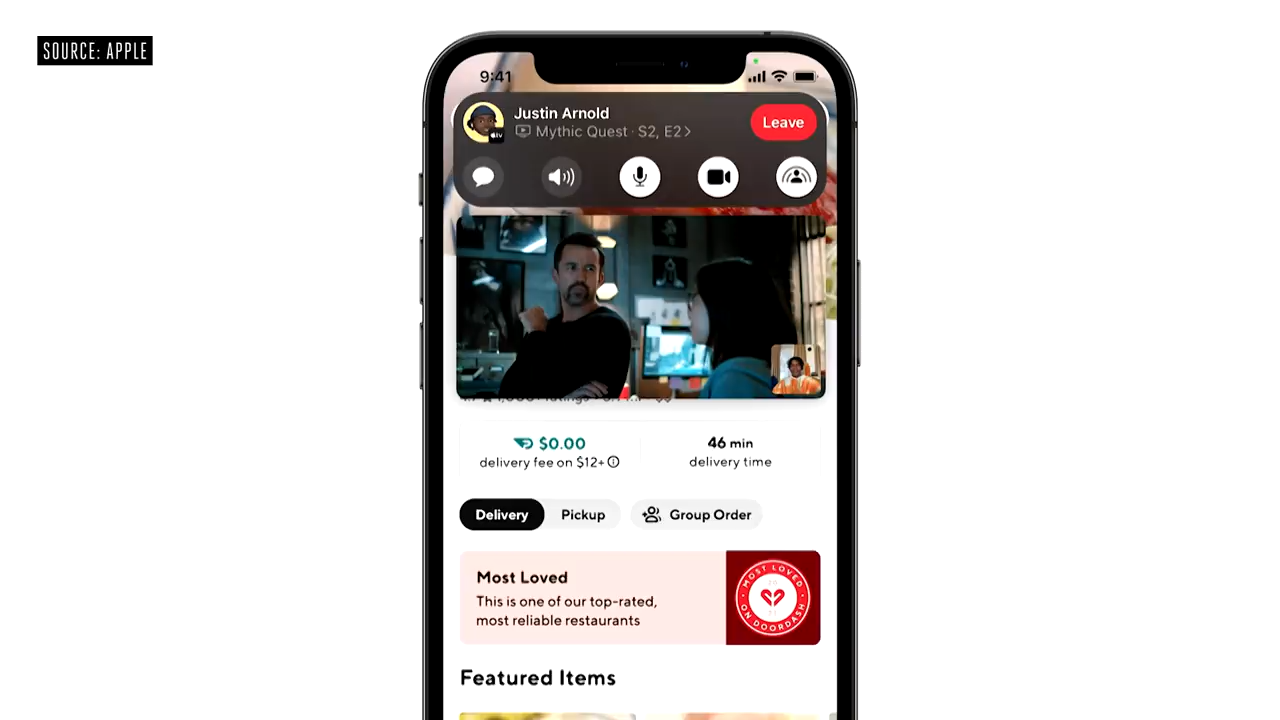 SOURCE: APPLE
9:41
Justin Arnold
Mythic Quest · S2, E2 >
Leave
tv
$0.00
delivery fee on $12+
46 min
delivery time
Delivery
Pickup
Group Order
Most Loved
This is one of our top-rated,
most reliable restaurants
MOST LOVED
ON DOORDASH
Featured Items